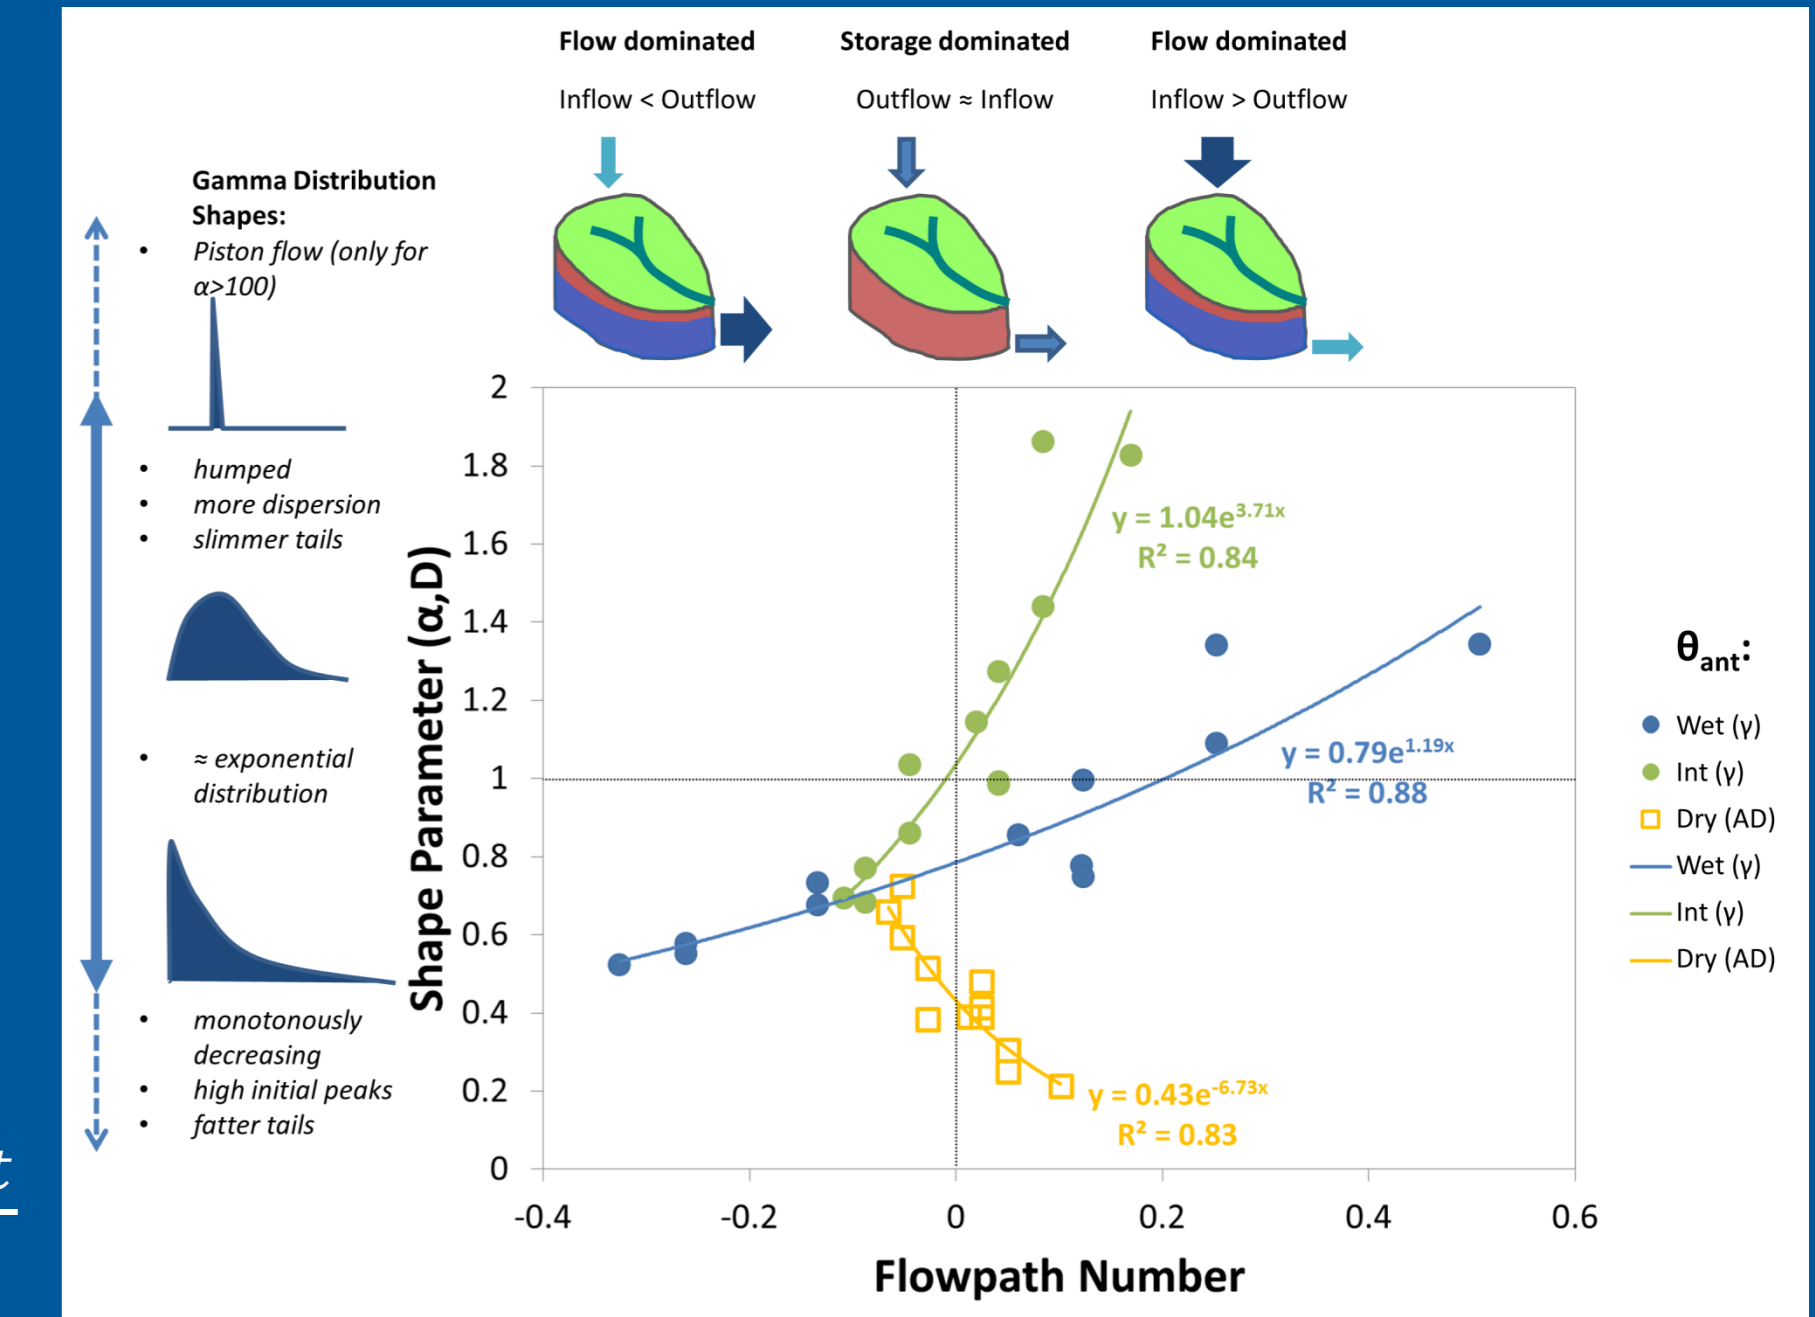 Flow dominated
Inflow < Outflow
Storage dominated
Outflow ≈ Inflow
Flow dominated
Inflow > Outflow
Gamma Distribution
Shapes:
• Piston flow (only for
α>100)
• humped
• more dispersion
• slimmer tails
• ≈ exponential
distribution
• monotonously
decreasing
• high initial peaks
• fatter tails
t
Shape Parameter (α,D)
2
1.8
1.6
1.4
1.2
1
0.8
0.6
0.4
0.2
0
-0.4
-0.2
0
0.2
0.4
0.6
Flowpath Number
y = 1.04e^3.71x
R² = 0.84
y = 0.79e^1.19x
R² = 0.88
y = 0.43e^-6.73x
R² = 0.83
θant:
Wet (γ)
Int (γ)
Dry (AD)
Wet (γ)
Int (γ)
Dry (AD)